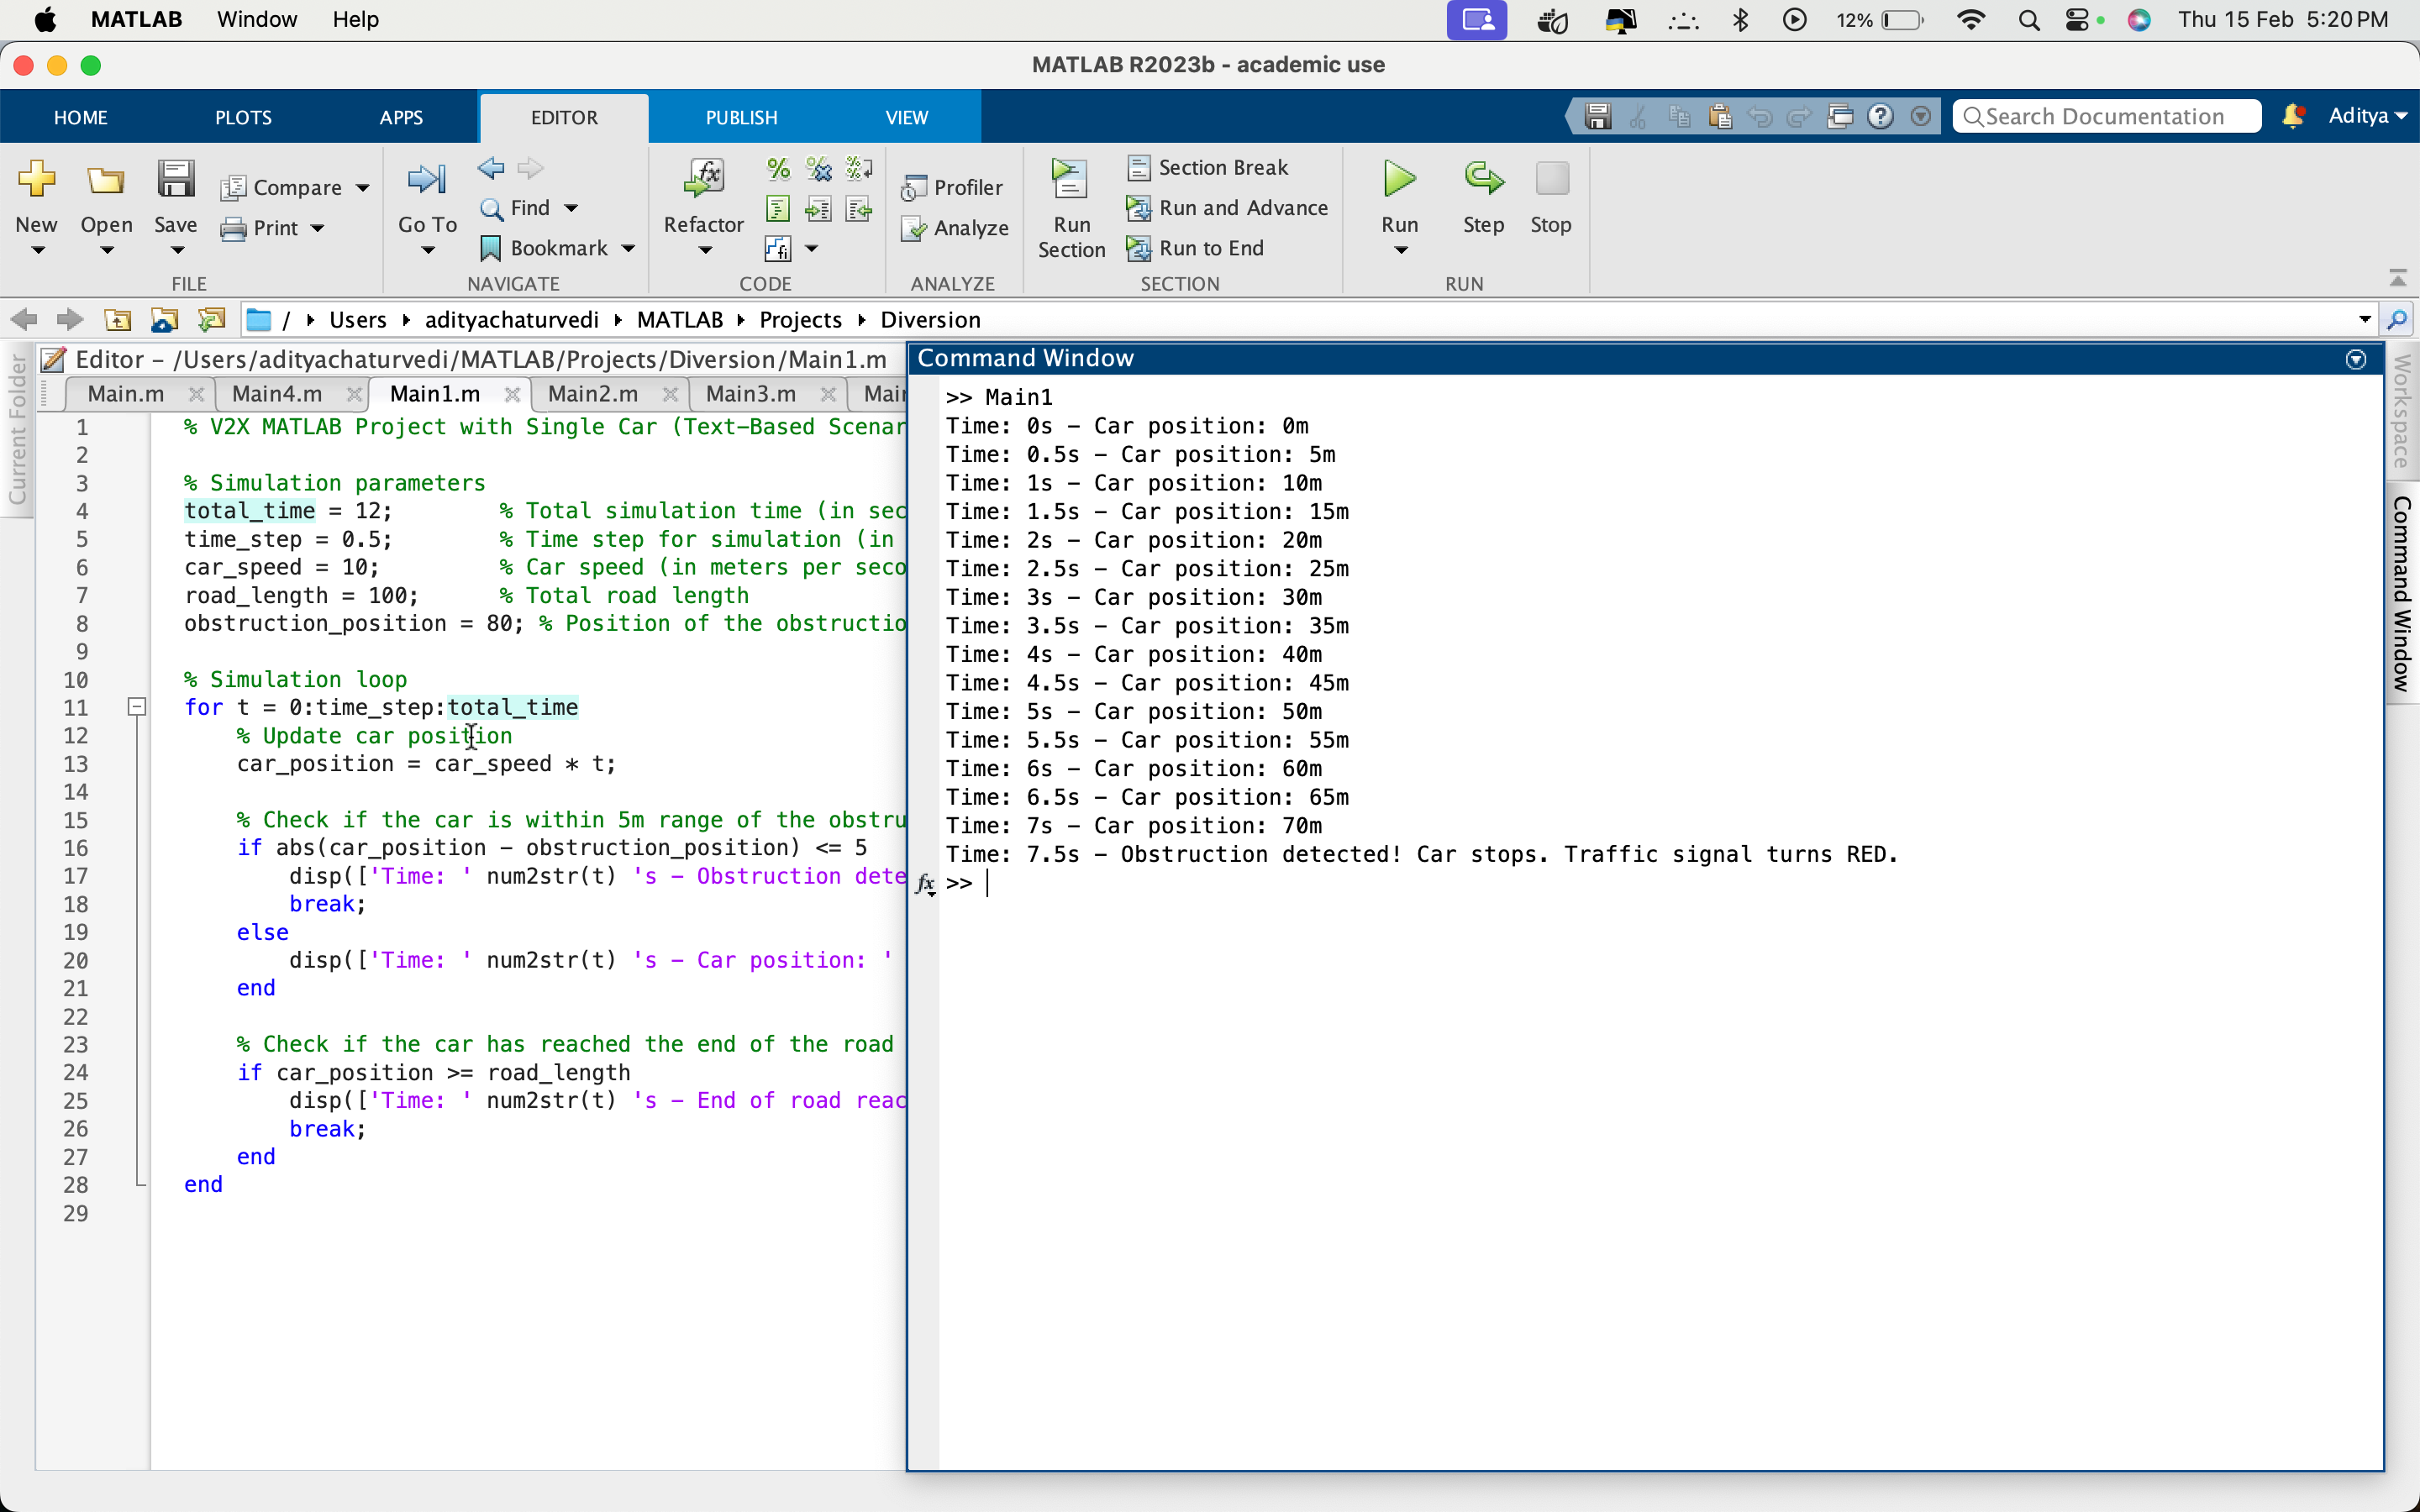 MATLAB Window Help 12% Thu 15 Feb 5:20 PM
MATLAB R2023b - academic use
HOME PLOTS APPS EDITOR PUBLISH VIEW Search Documentation Aditya
New Open Save Compare Print Go To Find Bookmark Refactor Profiler Analyze Run Section Section Break Run and Advance Run to End Run Step Stop
FILE NAVIGATE CODE ANALYZE SECTION RUN
/ Users adityachaturvedi MATLAB Projects Diversion
Current Folder
Editor – /Users/adityachaturvedi/MATLAB/Projects/Diversion/Main1.m
Main.m Main4.m Main1.m Main2.m Main3.m Mai
1 % V2X MATLAB Project with Single Car (Text-Based Scenar
2
3 % Simulation parameters
4 total_time = 12; % Total simulation time (in sec
5 time_step = 0.5; % Time step for simulation (in
6 car_speed = 10; % Car speed (in meters per seco
7 road_length = 100; % Total road length
8 obstruction_position = 80; % Position of the obstructio
9
10 % Simulation loop
11 for t = 0:time_step:total_time
12 % Update car position
13 car_position = car_speed * t;
14
15 % Check if the car is within 5m range of the obstru
16 if abs(car_position - obstruction_position) <= 5
17 disp(['Time: ' num2str(t) 's - Obstruction dete
18 break;
19 else
20 disp(['Time: ' num2str(t) 's - Car position: '
21 end
22
23 % Check if the car has reached the end of the road
24 if car_position >= road_length
25 disp(['Time: ' num2str(t) 's - End of road reac
26 break;
27 end
28 end
29
Command Window
>> Main1
Time: 0s - Car position: 0m
Time: 0.5s - Car position: 5m
Time: 1s - Car position: 10m
Time: 1.5s - Car position: 15m
Time: 2s - Car position: 20m
Time: 2.5s - Car position: 25m
Time: 3s - Car position: 30m
Time: 3.5s - Car position: 35m
Time: 4s - Car position: 40m
Time: 4.5s - Car position: 45m
Time: 5s - Car position: 50m
Time: 5.5s - Car position: 55m
Time: 6s - Car position: 60m
Time: 6.5s - Car position: 65m
Time: 7s - Car position: 70m
Time: 7.5s - Obstruction detected! Car stops. Traffic signal turns RED.
fx >>
Workspace
Command Window